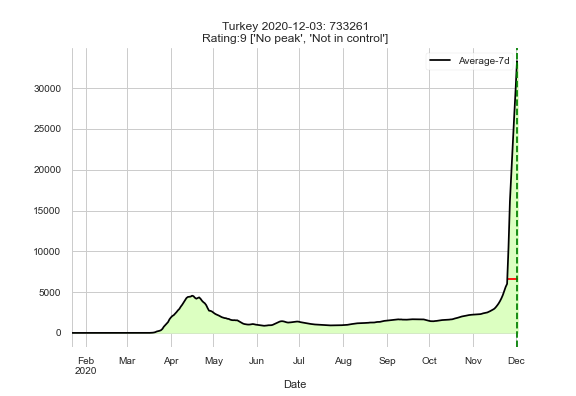 Turkey 2020-12-03: 733261
Rating:9 ['No peak', 'Not in control']
Average-7d
30000
25000
20000
15000
10000
5000
0
Feb Mar Apr May Jun Jul Aug Sep Oct Nov Dec
2020
Date